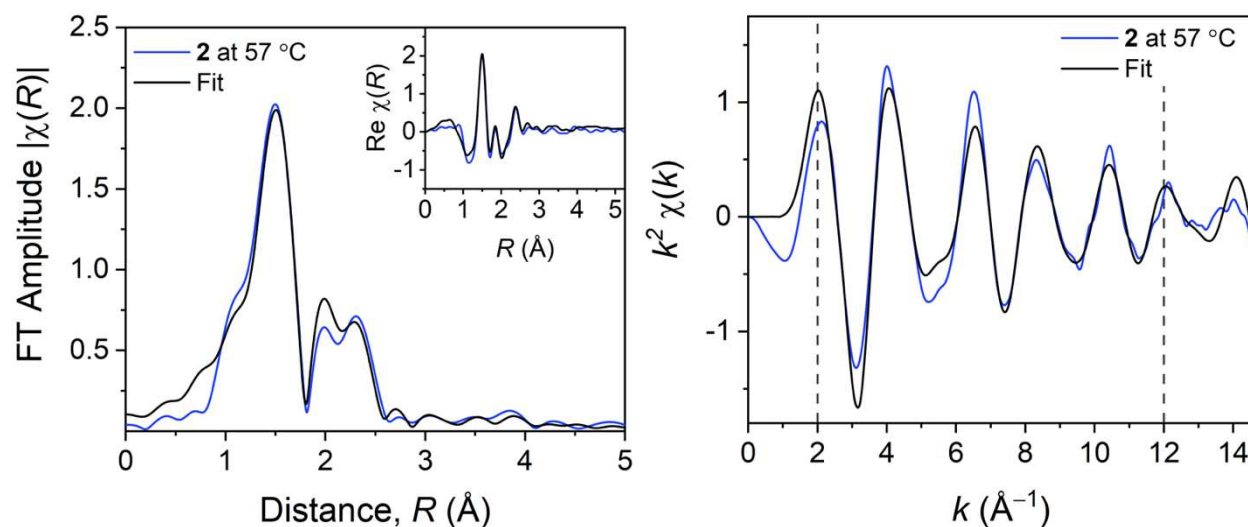 2.5
2.0
1.5
1.0
0.5
0 1 2 3 4 5
FT Amplitude |χ(R)|
Distance, R (Å)
2 at 57 °C
Fit
2
1
0
-1
0 1 2 3 4 5
Re χ(R)
R (Å)
1
0
-1
0 2 4 6 8 10 12 14
k² χ(k)
k (Å⁻¹)
2 at 57 °C
Fit